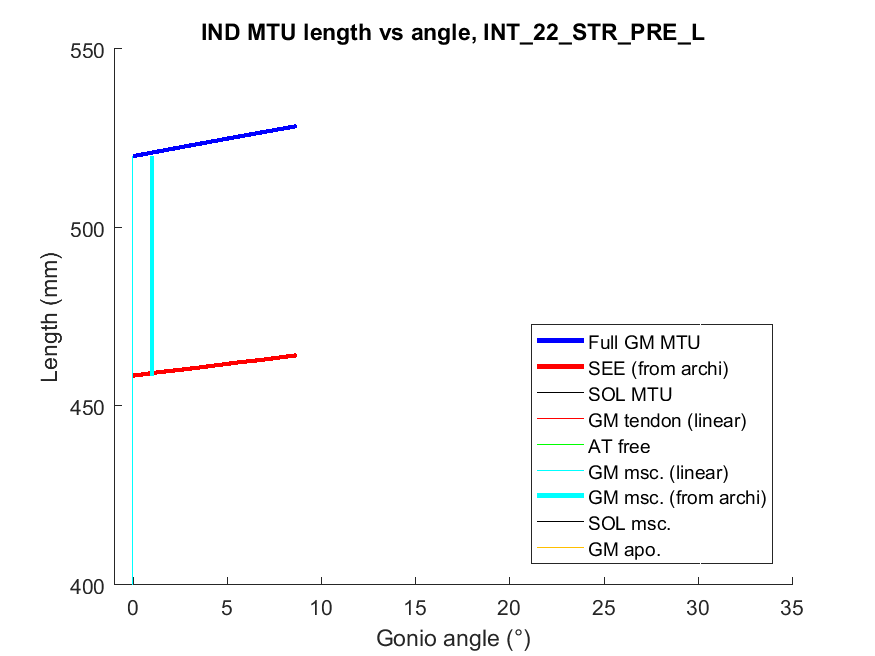 IND MTU length vs angle, INT_22_STR_PRE_L
550
500
450
400
Length (mm)
0 5 10 15 20 25 30 35
Gonio angle (°)
Full GM MTU
SEE (from archi)
SOL MTU
GM tendon (linear)
AT free
GM msc. (linear)
GM msc. (from archi)
SOL msc.
GM apo.